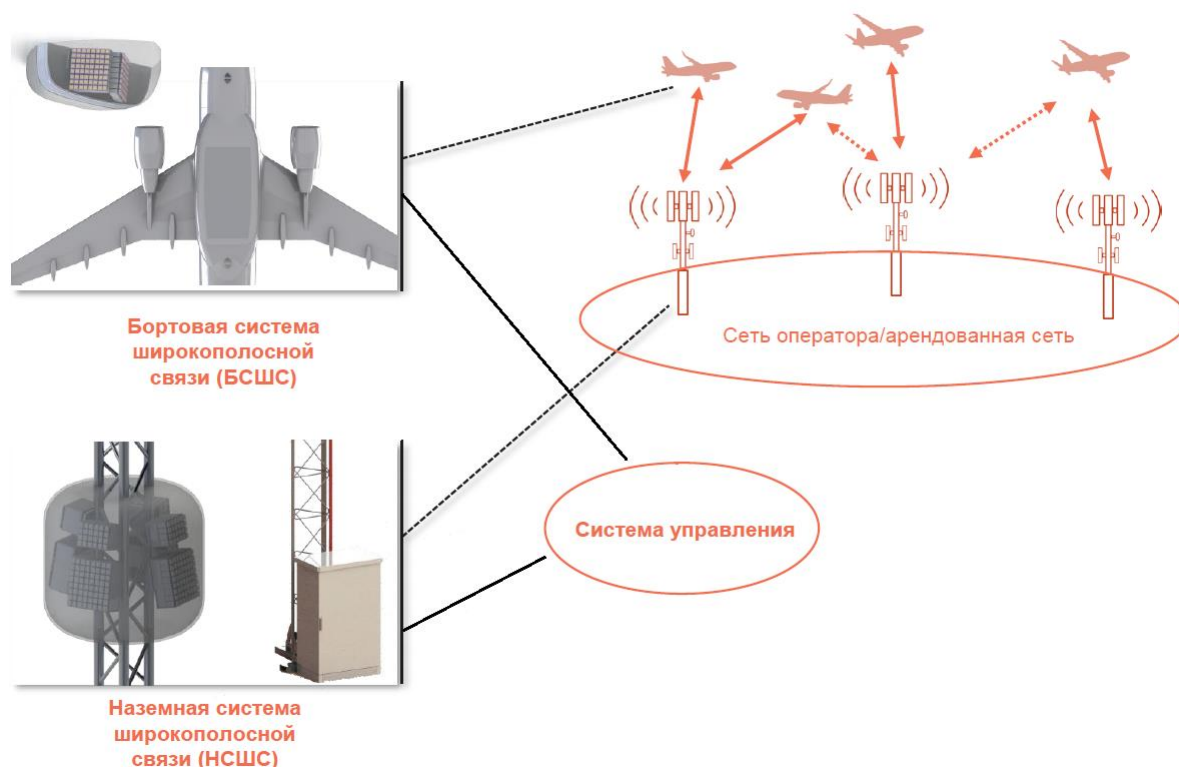 Бортовая система
широкополосной
связи (БСШС)
Сеть оператора/арендованная сеть
Система управления
Наземная система
широкополосной
связи (НСШС)